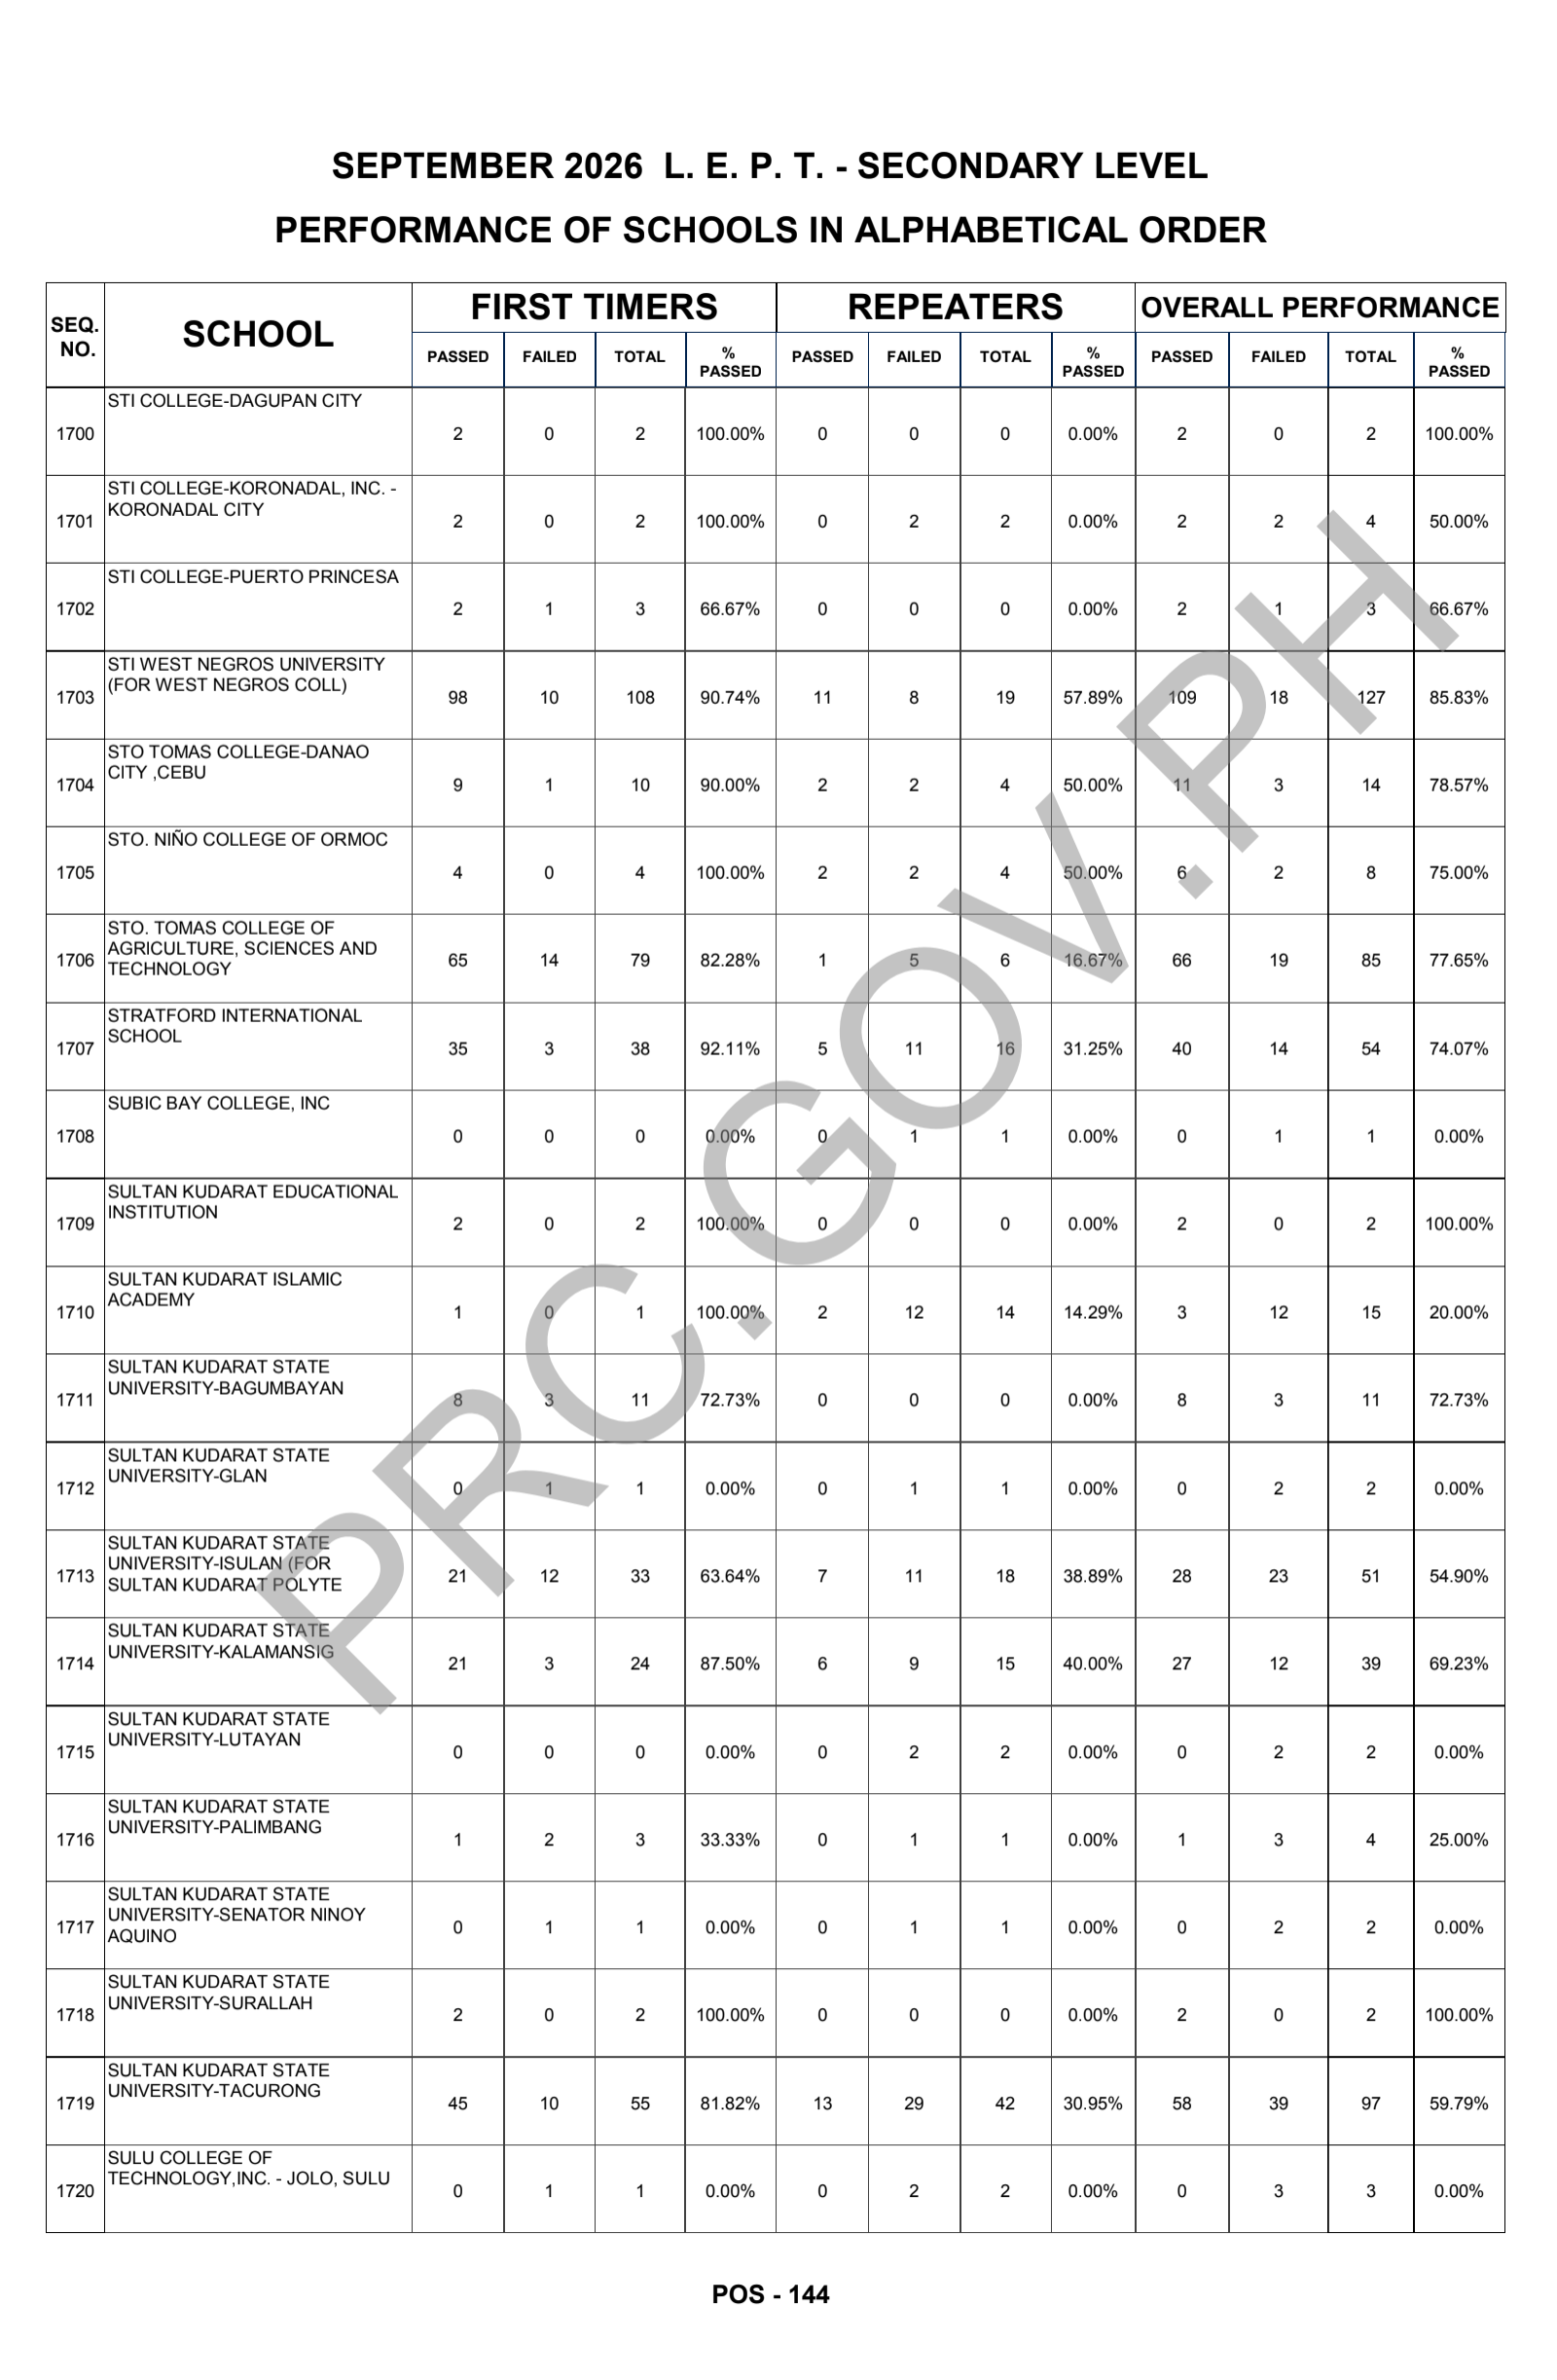 SEPTEMBER 2026 L. E. P. T. - SECONDARY LEVEL
PERFORMANCE OF SCHOOLS IN ALPHABETICAL ORDER
SEQ. NO. SCHOOL FIRST TIMERS REPEATERS OVERALL PERFORMANCE
PASSED FAILED TOTAL % PASSED PASSED FAILED TOTAL % PASSED PASSED FAILED TOTAL % PASSED
STI COLLEGE-DAGUPAN CITY
1700 2 0 2 100.00% 0 0 0 0.00% 2 0 2 100.00%
STI COLLEGE-KORONADAL, INC. -
KORONADAL CITY
1701 2 0 2 100.00% 0 2 2 0.00% 2 2 4 50.00%
STI COLLEGE-PUERTO PRINCESA
1702 2 1 3 66.67% 0 0 0 0.00% 2 1 3 66.67%
STI WEST NEGROS UNIVERSITY
(FOR WEST NEGROS COLL)
1703 98 10 108 90.74% 11 8 19 57.89% 109 18 127 85.83%
STO TOMAS COLLEGE-DANAO
CITY ,CEBU
1704 9 1 10 90.00% 2 2 4 50.00% 11 3 14 78.57%
STO. NIÑO COLLEGE OF ORMOC
1705 4 0 4 100.00% 2 2 4 50.00% 6 2 8 75.00%
STO. TOMAS COLLEGE OF
AGRICULTURE, SCIENCES AND
TECHNOLOGY
1706 65 14 79 82.28% 1 5 6 16.67% 66 19 85 77.65%
STRATFORD INTERNATIONAL
SCHOOL
1707 35 3 38 92.11% 5 11 16 31.25% 40 14 54 74.07%
SUBIC BAY COLLEGE, INC
1708 0 0 0 0.00% 0 1 1 0.00% 0 1 1 0.00%
SULTAN KUDARAT EDUCATIONAL
INSTITUTION
1709 2 0 2 100.00% 0 0 0 0.00% 2 0 2 100.00%
SULTAN KUDARAT ISLAMIC
ACADEMY
1710 1 0 1 100.00% 2 12 14 14.29% 3 12 15 20.00%
SULTAN KUDARAT STATE
UNIVERSITY-BAGUMBAYAN
1711 8 3 11 72.73% 0 0 0 0.00% 8 3 11 72.73%
SULTAN KUDARAT STATE
UNIVERSITY-GLAN
1712 0 1 1 0.00% 0 1 1 0.00% 0 2 2 0.00%
SULTAN KUDARAT STATE
UNIVERSITY-ISULAN (FOR
SULTAN KUDARAT POLYTE
1713 21 12 33 63.64% 7 11 18 38.89% 28 23 51 54.90%
SULTAN KUDARAT STATE
UNIVERSITY-KALAMANSIG
1714 21 3 24 87.50% 6 9 15 40.00% 27 12 39 69.23%
SULTAN KUDARAT STATE
UNIVERSITY-LUTAYAN
1715 0 0 0 0.00% 0 2 2 0.00% 0 2 2 0.00%
SULTAN KUDARAT STATE
UNIVERSITY-PALIMBANG
1716 1 2 3 33.33% 0 1 1 0.00% 1 3 4 25.00%
SULTAN KUDARAT STATE
UNIVERSITY-SENATOR NINOY
AQUINO
1717 0 1 1 0.00% 0 1 1 0.00% 0 2 2 0.00%
SULTAN KUDARAT STATE
UNIVERSITY-SURALLAH
1718 2 0 2 100.00% 0 0 0 0.00% 2 0 2 100.00%
SULTAN KUDARAT STATE
UNIVERSITY-TACURONG
1719 45 10 55 81.82% 13 29 42 30.95% 58 39 97 59.79%
SULU COLLEGE OF
TECHNOLOGY,INC. - JOLO, SULU
1720 0 1 1 0.00% 0 2 2 0.00% 0 3 3 0.00%
PRC.GOV.PH
POS - 144